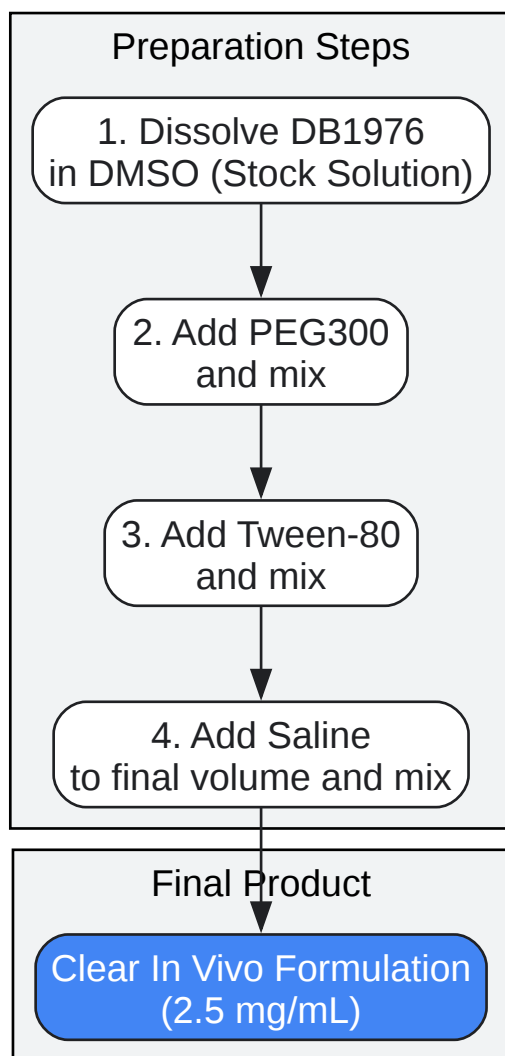 Preparation Steps
1. Dissolve DB1976
in DMSO (Stock Solution)
2. Add PEG300
and mix
3. Add Tween-80
and mix
4. Add Saline
to final volume and mix
Final Product
Clear In Vivo Formulation
(2.5 mg/mL)